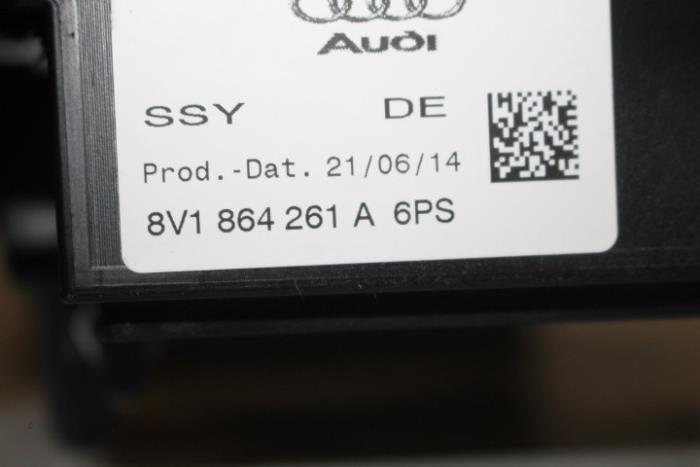 Audi
SSY DE
Prod.-Dat. 21/06/14
8V1 864 261 A 6PS